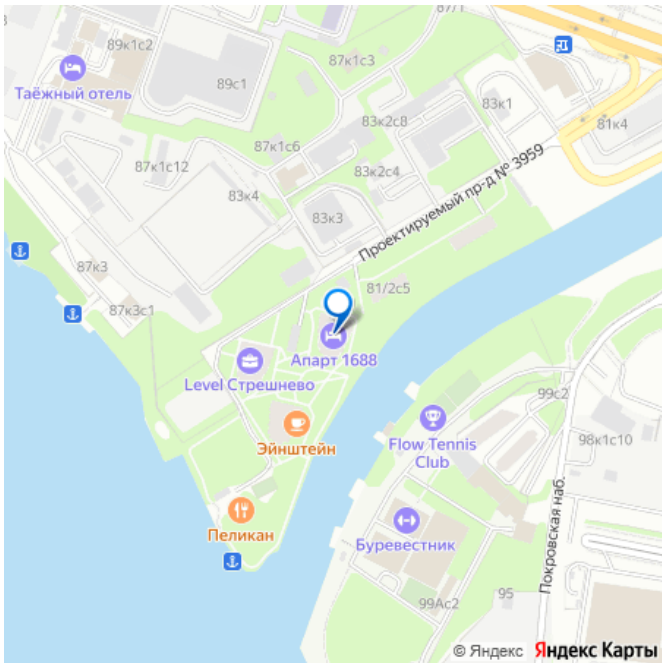 87/1
89к1с2
87к1с3
Таёжный отель
89с1
83к1
81к4
83к2с8
87к1с6
87к1с12
83к2с4
83к4
Проектируемый пр-д № 3959
83к3
87к3
81/2с5
87к3с1
Апарт 1688
Level Стрешнево
99с2
Эйнштейн
Flow Tennis
Club
98к1с10
Покровская наб.
Пеликан
Буревестник
99Ас2
95
© Яндекс Яндекс Карты